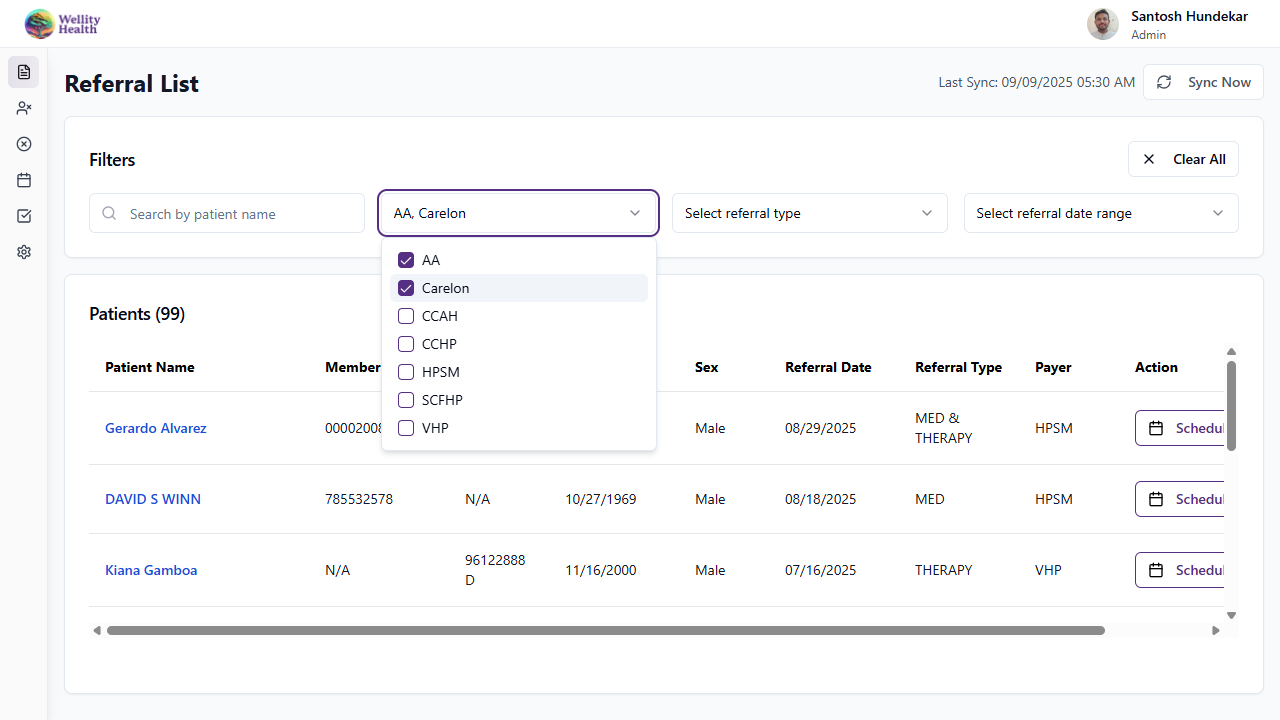 Wellity
Health
Santosh Hundekar
Admin
Referral List
Last Sync: 09/09/2025 05:30 AM
Sync Now
Filters
Clear All
Search by patient name
AA, Carelon
Select referral type
Select referral date range
AA
Carelon
CCAH
CCHP
HPSM
SCFHP
VHP
Patients (99)
Patient Name
Member
Sex
Referral Date
Referral Type
Payer
Action
Gerardo Alvarez
0000208
Male
08/29/2025
MED &
THERAPY
HPSM
Schedul
DAVID S WINN
785532578
N/A
10/27/1969
Male
08/18/2025
MED
HPSM
Schedul
Kiana Gamboa
N/A
96122888
D
11/16/2000
Male
07/16/2025
THERAPY
VHP
Schedul